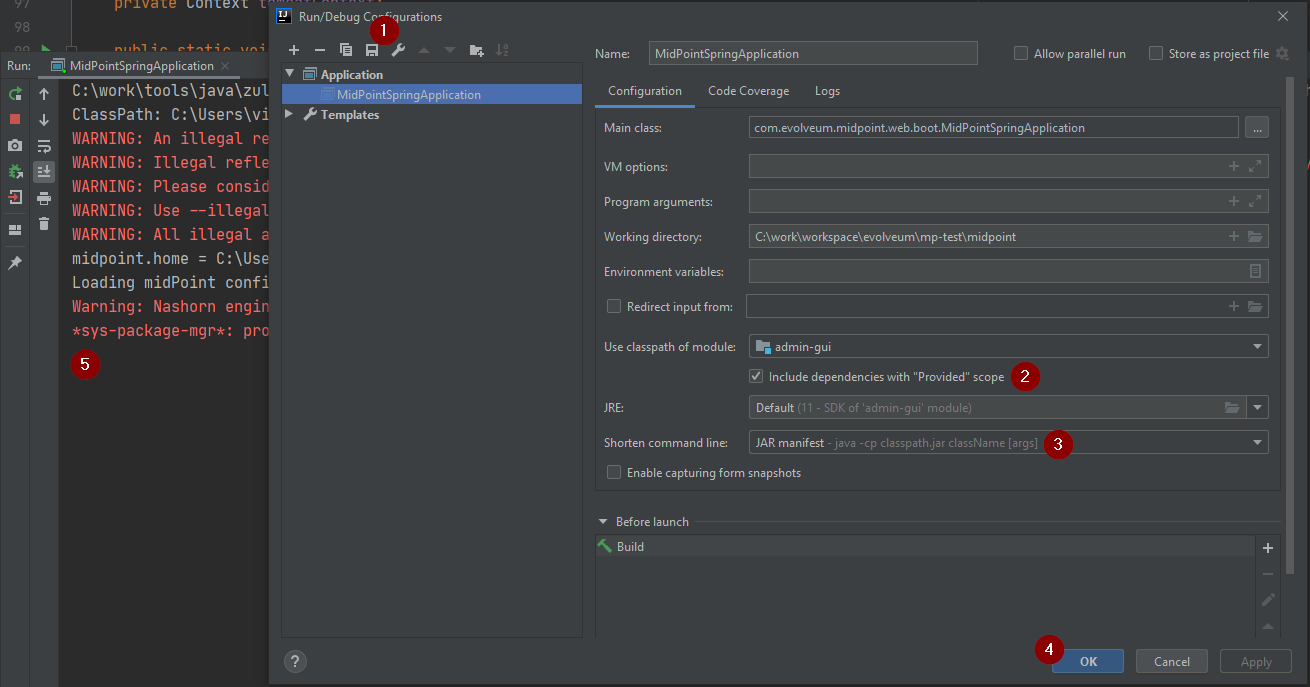 97
98
99
private Context tomcatContext;
public static voi
Run:
MidPointSpringApplication
C:\work\tools\java\zul
ClassPath: C:\Users\vi
WARNING: An illegal re
WARNING: Illegal refle
WARNING: Please consid
WARNING: Use --illegal
WARNING: All illegal a
midpoint.home = C:\Use
Loading midPoint confi
Warning: Nashorn engin
*sys-package-mgr*: pro
5
Run/Debug Configurations
1
Application
MidPointSpringApplication
Templates
Name:
MidPointSpringApplication
Allow parallel run
Store as project file
Configuration
Code Coverage
Logs
Main class:
com.evolveum.midpoint.web.boot.MidPointSpringApplication
...
VM options:
Program arguments:
Working directory:
C:\work\workspace\evolveum\mp-test\midpoint
Environment variables:
Redirect input from:
Use classpath of module:
admin-gui
Include dependencies with "Provided" scope
2
JRE:
Default (11 - SDK of 'admin-gui' module)
Shorten command line:
JAR manifest - java -cp classpath.jar className [args]
3
Enable capturing form snapshots
Before launch
Build
?
4
OK
Cancel
Apply